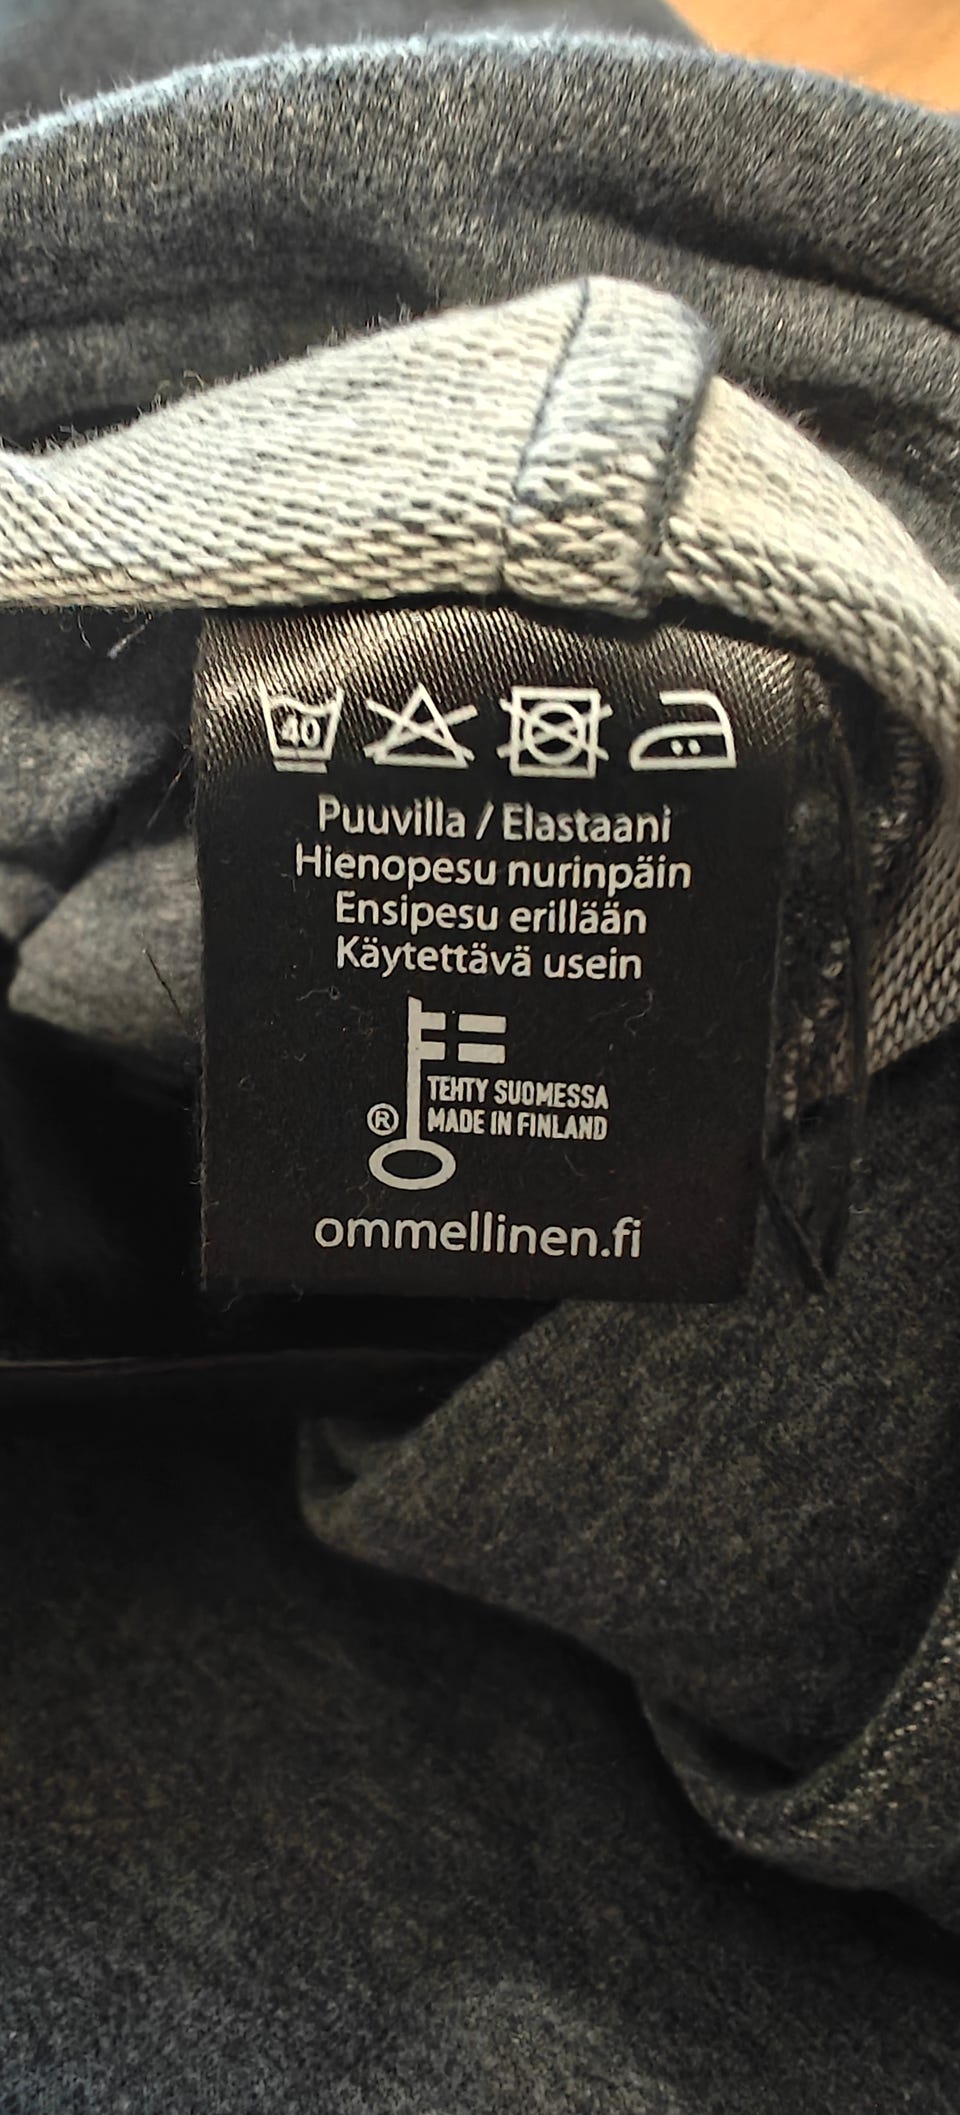 40
Puuvilla / Elastaani
Hienopesu nurinpäin
Ensipesu erillään
Käytettävä usein
TEHTY SUOMESSA
® MADE IN FINLAND
ommellinen.fi